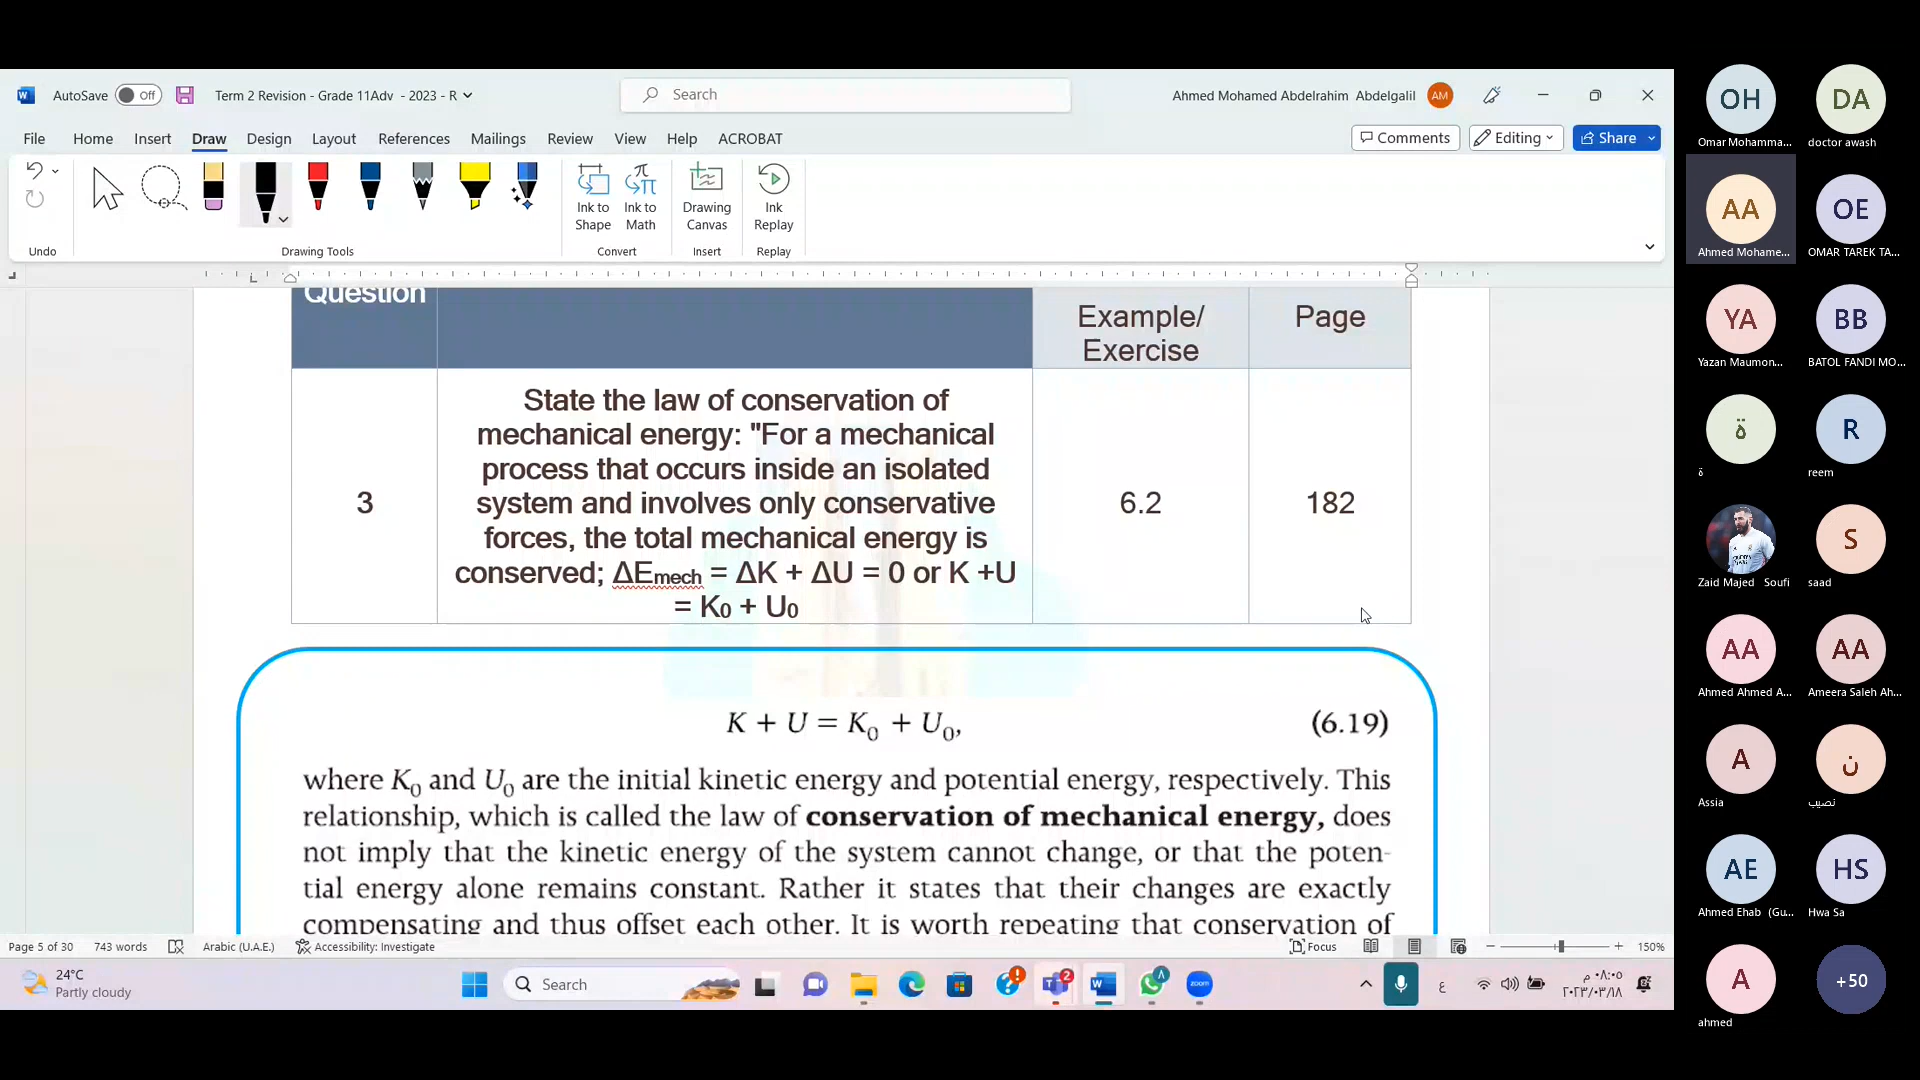 AutoSave Off Term 2 Revision - Grade 11Adv - 2023 - R Search Ahmed Mohamed Abdelrahim Abdelgalil AM
File Home Insert Draw Design Layout References Mailings Review View Help ACROBAT Comments Editing Share
Ink to Shape
Ink to Math
Drawing Canvas
Ink Replay
Undo Drawing Tools Convert Insert Replay
Question
Example/
Exercise
Page
3
State the law of conservation of
mechanical energy: "For a mechanical
process that occurs inside an isolated
system and involves only conservative
forces, the total mechanical energy is
conserved; ΔEmech = ΔK + ΔU = 0 or K +U
= K0 + U0
6.2
182
K + U = K0 + U0, (6.19)
where K0 and U0 are the initial kinetic energy and potential energy, respectively. This
relationship, which is called the law of conservation of mechanical energy, does
not imply that the kinetic energy of the system cannot change, or that the poten-
tial energy alone remains constant. Rather it states that their changes are exactly
compensating and thus offset each other. It is worth repeating that conservation of
Page 5 of 30 743 words Arabic (U.A.E.) Accessibility: Investigate Focus 150%
24°C
Partly cloudy
Search
zoom
ع
٠٨:٠٥ م
٢٠٢٣/٠٣/١٨
OH DA
Omar Mohamma... doctor awash
AA OE
Ahmed Mohame... OMAR TAREK TA...
YA BB
Yazan Maumon... BATOL FANDI MO...
ة R
ة reem
S
Zaid Majed Soufi saad
AA AA
Ahmed Ahmed A... Ameera Saleh Ah...
A ن
Assia نصيب
AE HS
Ahmed Ehab (Gu... Hwa Sa
A +50
ahmed